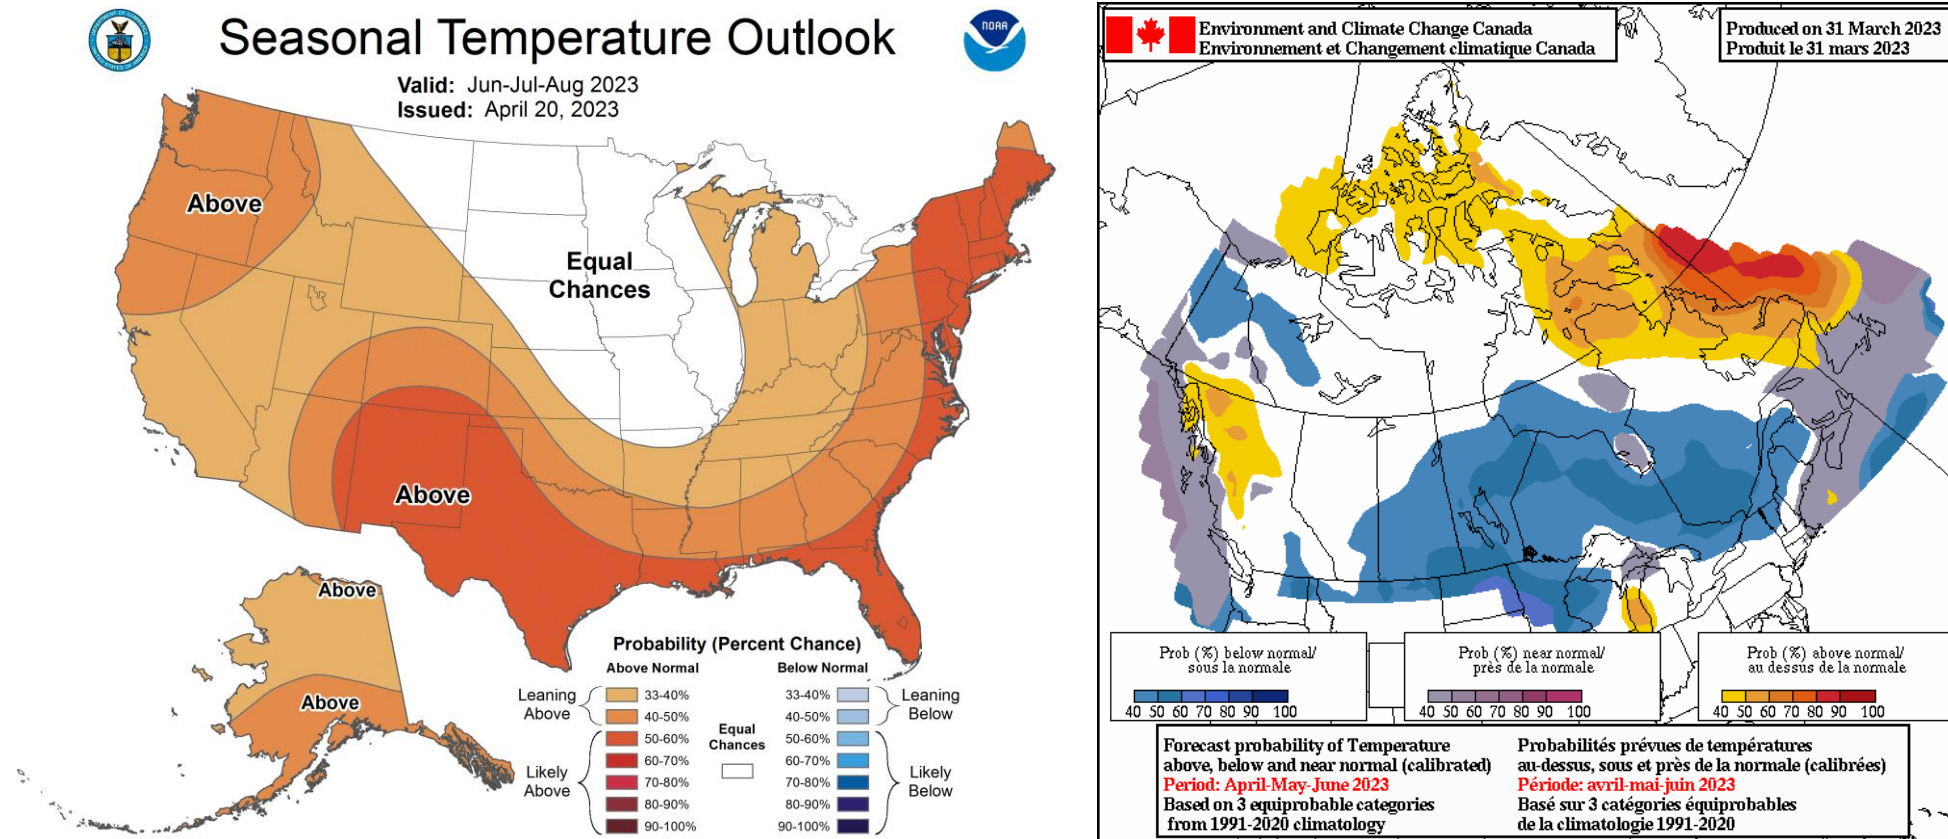 Seasonal Temperature Outlook
NOAA
Valid: Jun-Jul-Aug 2023
Issued: April 20, 2023
Above
Equal
Chances
Above
Above
Above
Probability (Percent Chance)
Above Normal
Below Normal
Leaning
Above
33-40%
40-50%
Likely
Above
50-60%
60-70%
70-80%
80-90%
90-100%
Equal
Chances
33-40%
40-50%
Leaning
Below
50-60%
60-70%
70-80%
80-90%
90-100%
Likely
Below
Environment and Climate Change Canada
Environnement et Changement climatique Canada
Produced on 31 March 2023
Produit le 31 mars 2023
Prob (%) below normal/
sous la normale
40 50 60 70 80 90 100
Prob (%) near normal/
près de la normale
40 50 60 70 80 90 100
Prob (%) above normal/
au dessus de la normale
40 50 60 70 80 90 100
Forecast probability of Temperature
above, below and near normal (calibrated)
Period: April-May-June 2023
Based on 3 equiprobable categories
from 1991-2020 climatology
Probabilités prévues de températures
au-dessus, sous et près de la normale (calibrées)
Période: avril-mai-juin 2023
Basé sur 3 catégories équiprobables
de la climatologie 1991-2020